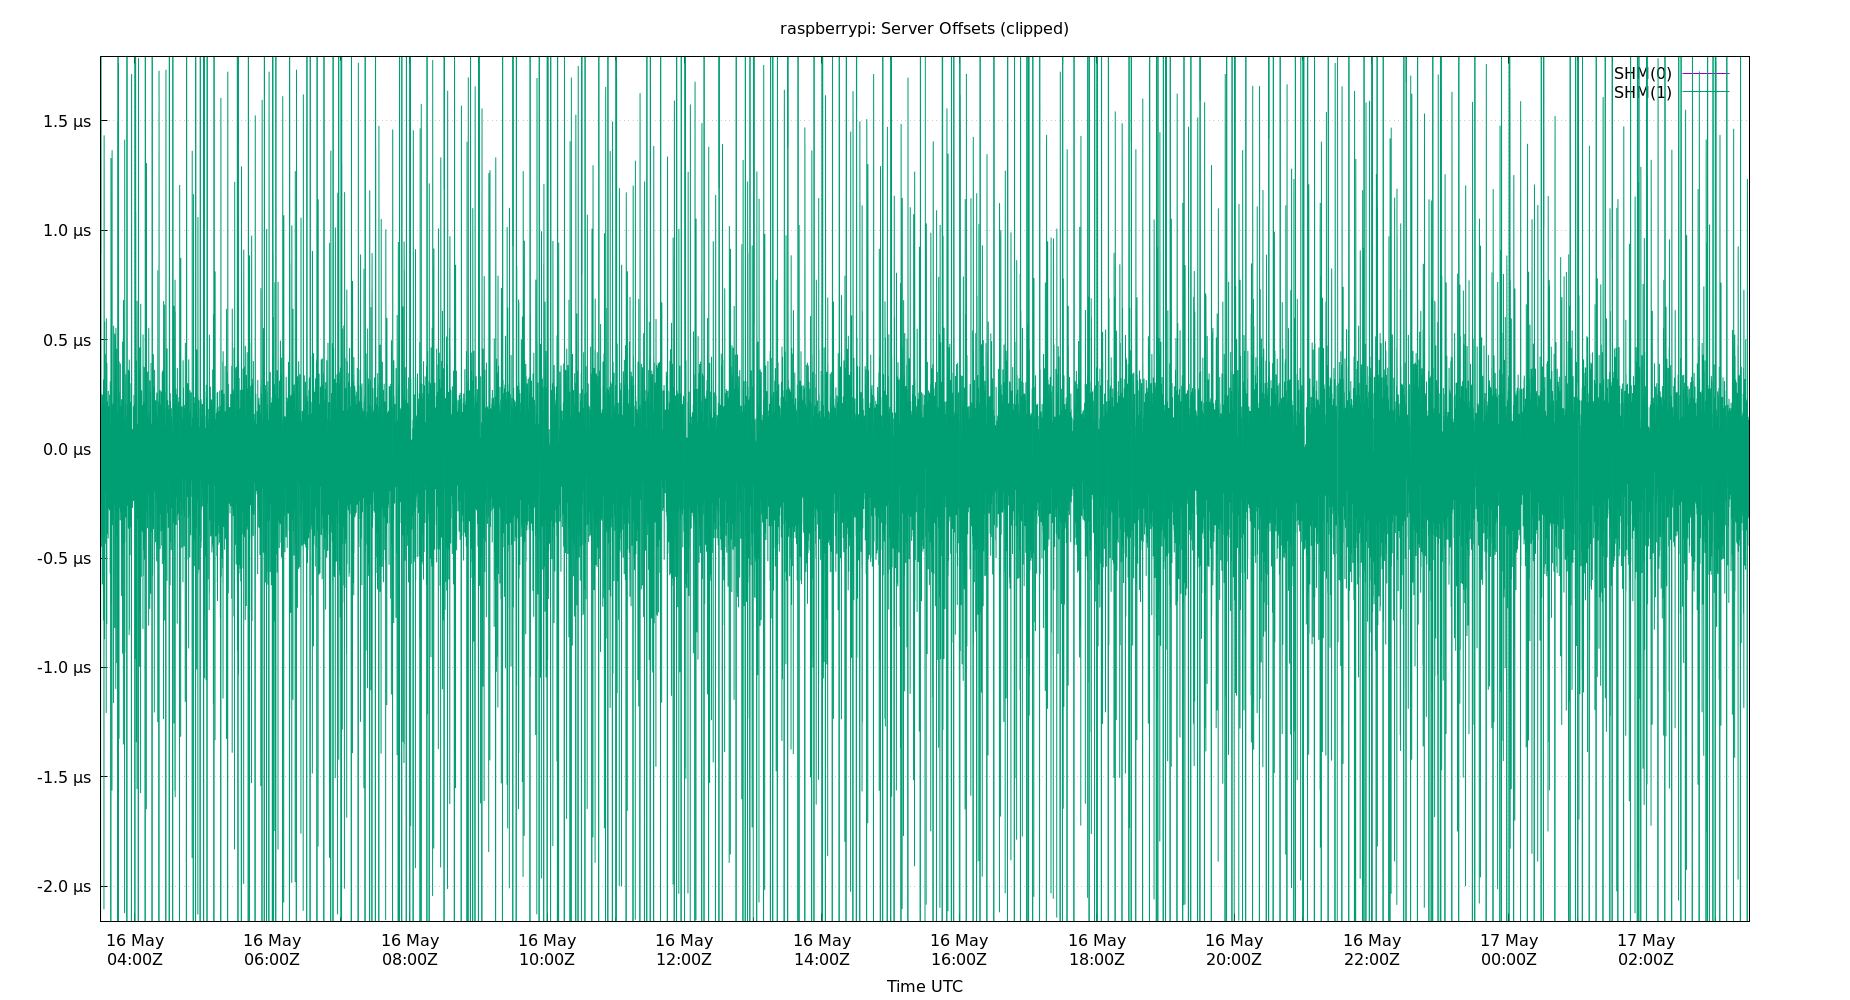 raspberrypi: Server Offsets (clipped)
SHM(0)
SHM(1)
1.5 µs
1.0 µs
0.5 µs
0.0 µs
-0.5 µs
-1.0 µs
-1.5 µs
-2.0 µs
16 May 16 May 16 May 16 May 16 May 16 May 16 May 16 May 16 May 16 May 17 May 17 May
04:00Z 06:00Z 08:00Z 10:00Z 12:00Z 14:00Z 16:00Z 18:00Z 20:00Z 22:00Z 00:00Z 02:00Z
Time UTC